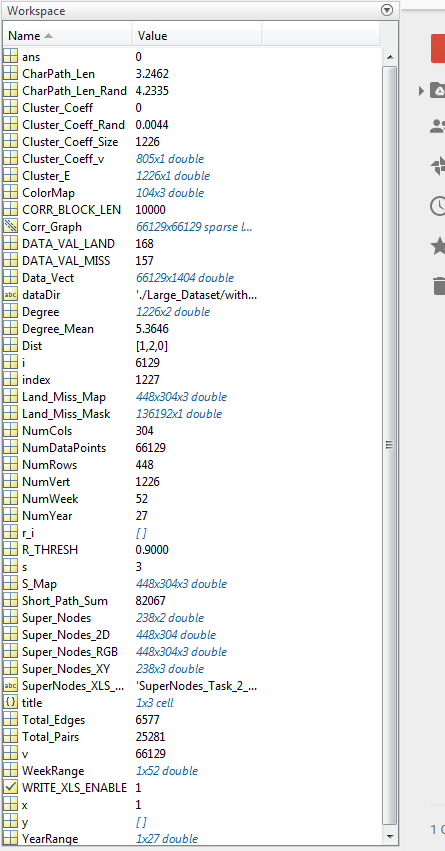 Workspace
Name Value
ans 0
CharPath_Len 3.2462
CharPath_Len_Rand 4.2335
Cluster_Coeff 0
Cluster_Coeff_Rand 0.0044
Cluster_Coeff_Size 1226
Cluster_Coeff_v 805x1 double
Cluster_E 1226x1 double
ColorMap 104x3 double
CORR_BLOCK_LEN 10000
Corr_Graph 66129x66129 sparse l...
DATA_VAL_LAND 168
DATA_VAL_MISS 157
Data_Vect 66129x1404 double
abc dataDir './Large_Dataset/with...
Degree 1226x2 double
Degree_Mean 5.3646
Dist [1,2,0]
i 6129
index 1227
Land_Miss_Map 448x304x3 double
Land_Miss_Mask 136192x1 double
NumCols 304
NumDataPoints 66129
NumRows 448
NumVert 1226
NumWeek 52
NumYear 27
r_i []
R_THRESH 0.9000
s 3
S_Map 448x304x3 double
Short_Path_Sum 82067
Super_Nodes 238x2 double
Super_Nodes_2D 448x304 double
Super_Nodes_RGB 448x304x3 double
Super_Nodes_XY 238x3 double
abc SuperNodes_XLS_... 'SuperNodes_Task_2_...
{} title 1x3 cell
Total_Edges 6577
Total_Pairs 25281
v 66129
WeekRange 1x52 double
WRITE_XLS_ENABLE 1
x 1
y []
YearRange 1x27 double